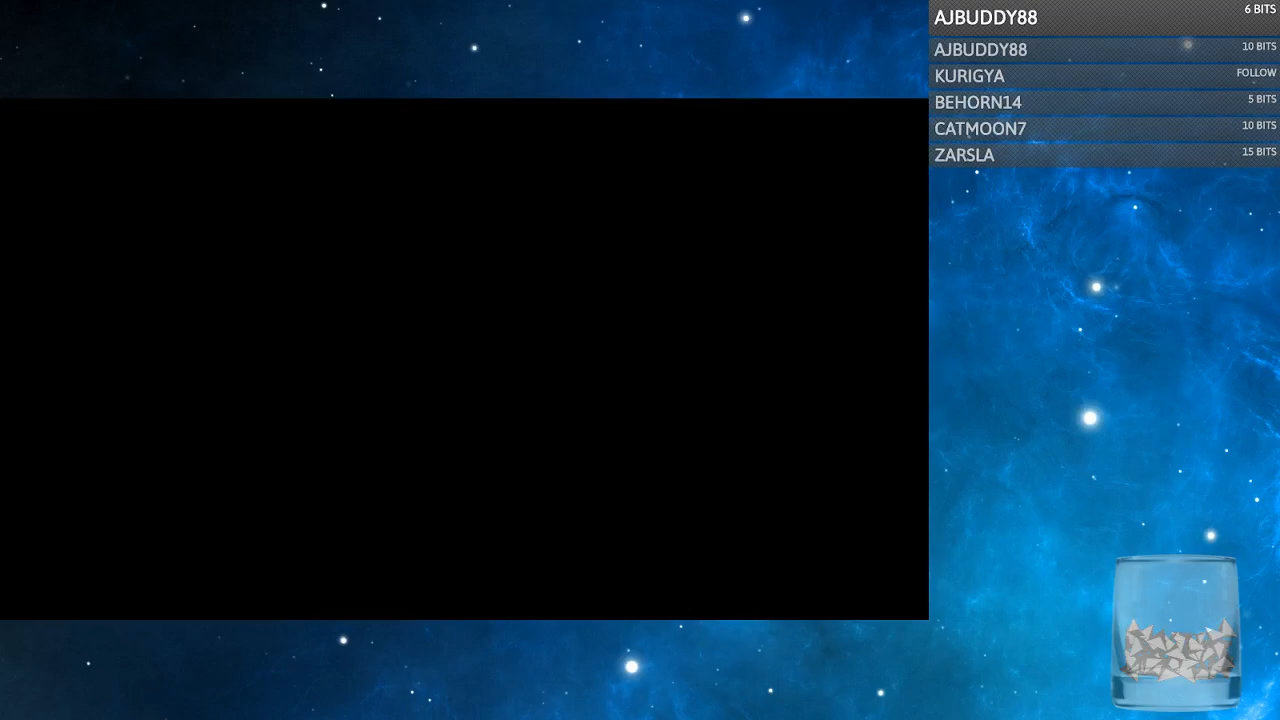 AJBUDDY88 6 BITS
AJBUDDY88 10 BITS
KURIGYA FOLLOW
BEHORN14 5 BITS
CATMOON7 10 BITS
ZARSLA 15 BITS